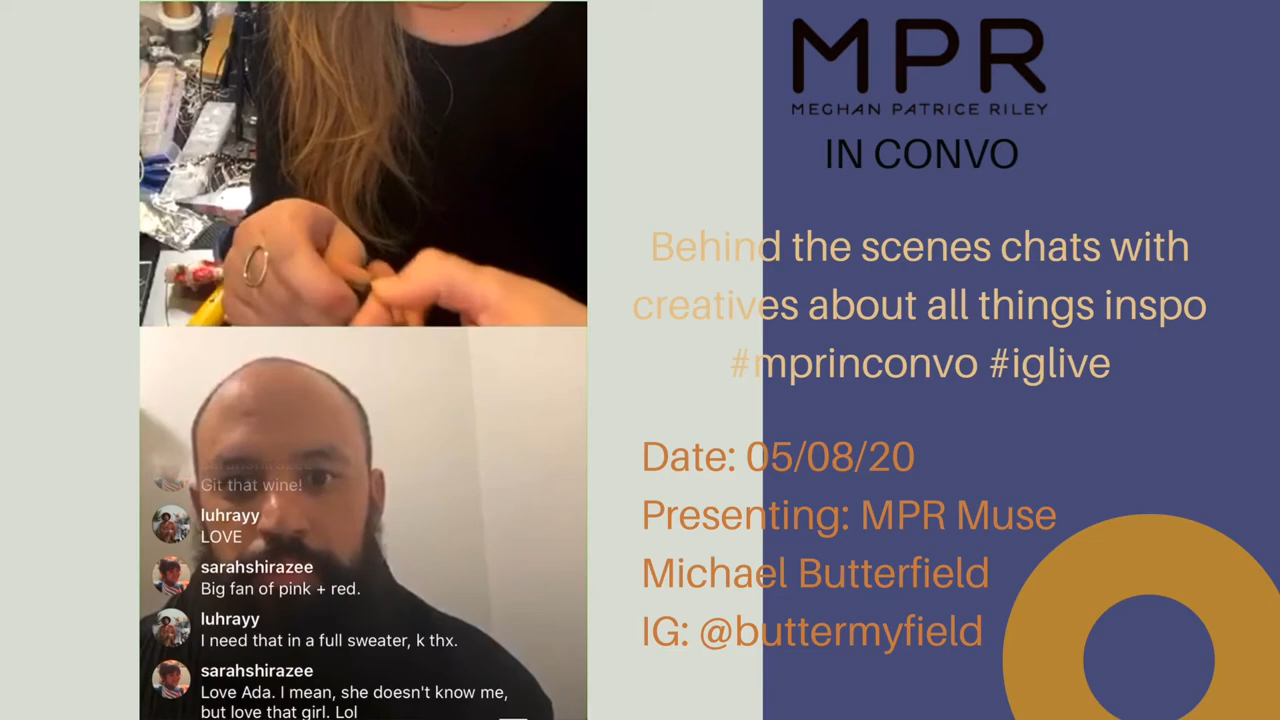 Git that wine!
luhrayy
LOVE
sarahshirazee
Big fan of pink + red.
luhrayy
I need that in a full sweater, k thx.
sarahshirazee
Love Ada. I mean, she doesn't know me,
but love that girl. Lol
MPR
MEGHAN PATRICE RILEY
IN CONVO
Behind the scenes chats with
creatives about all things inspo
#mprinconvo #iglive
Date: 05/08/20
Presenting: MPR Muse
Michael Butterfield
IG: @buttermyfield